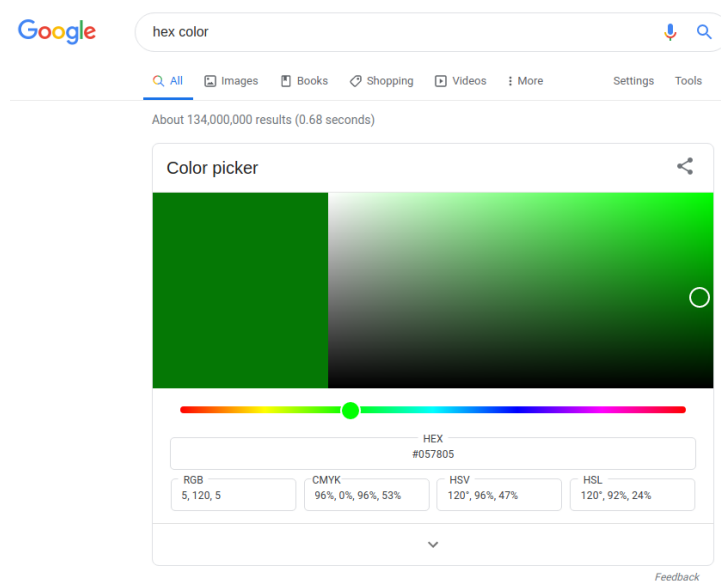 Google
hex color
All Images Books Shopping Videos More Settings Tools
About 134,000,000 results (0.68 seconds)
Color picker
HEX
#057805
RGB CMYK HSV HSL
5, 120, 5 96%, 0%, 96%, 53% 120°, 96%, 47% 120°, 92%, 24%
Feedback